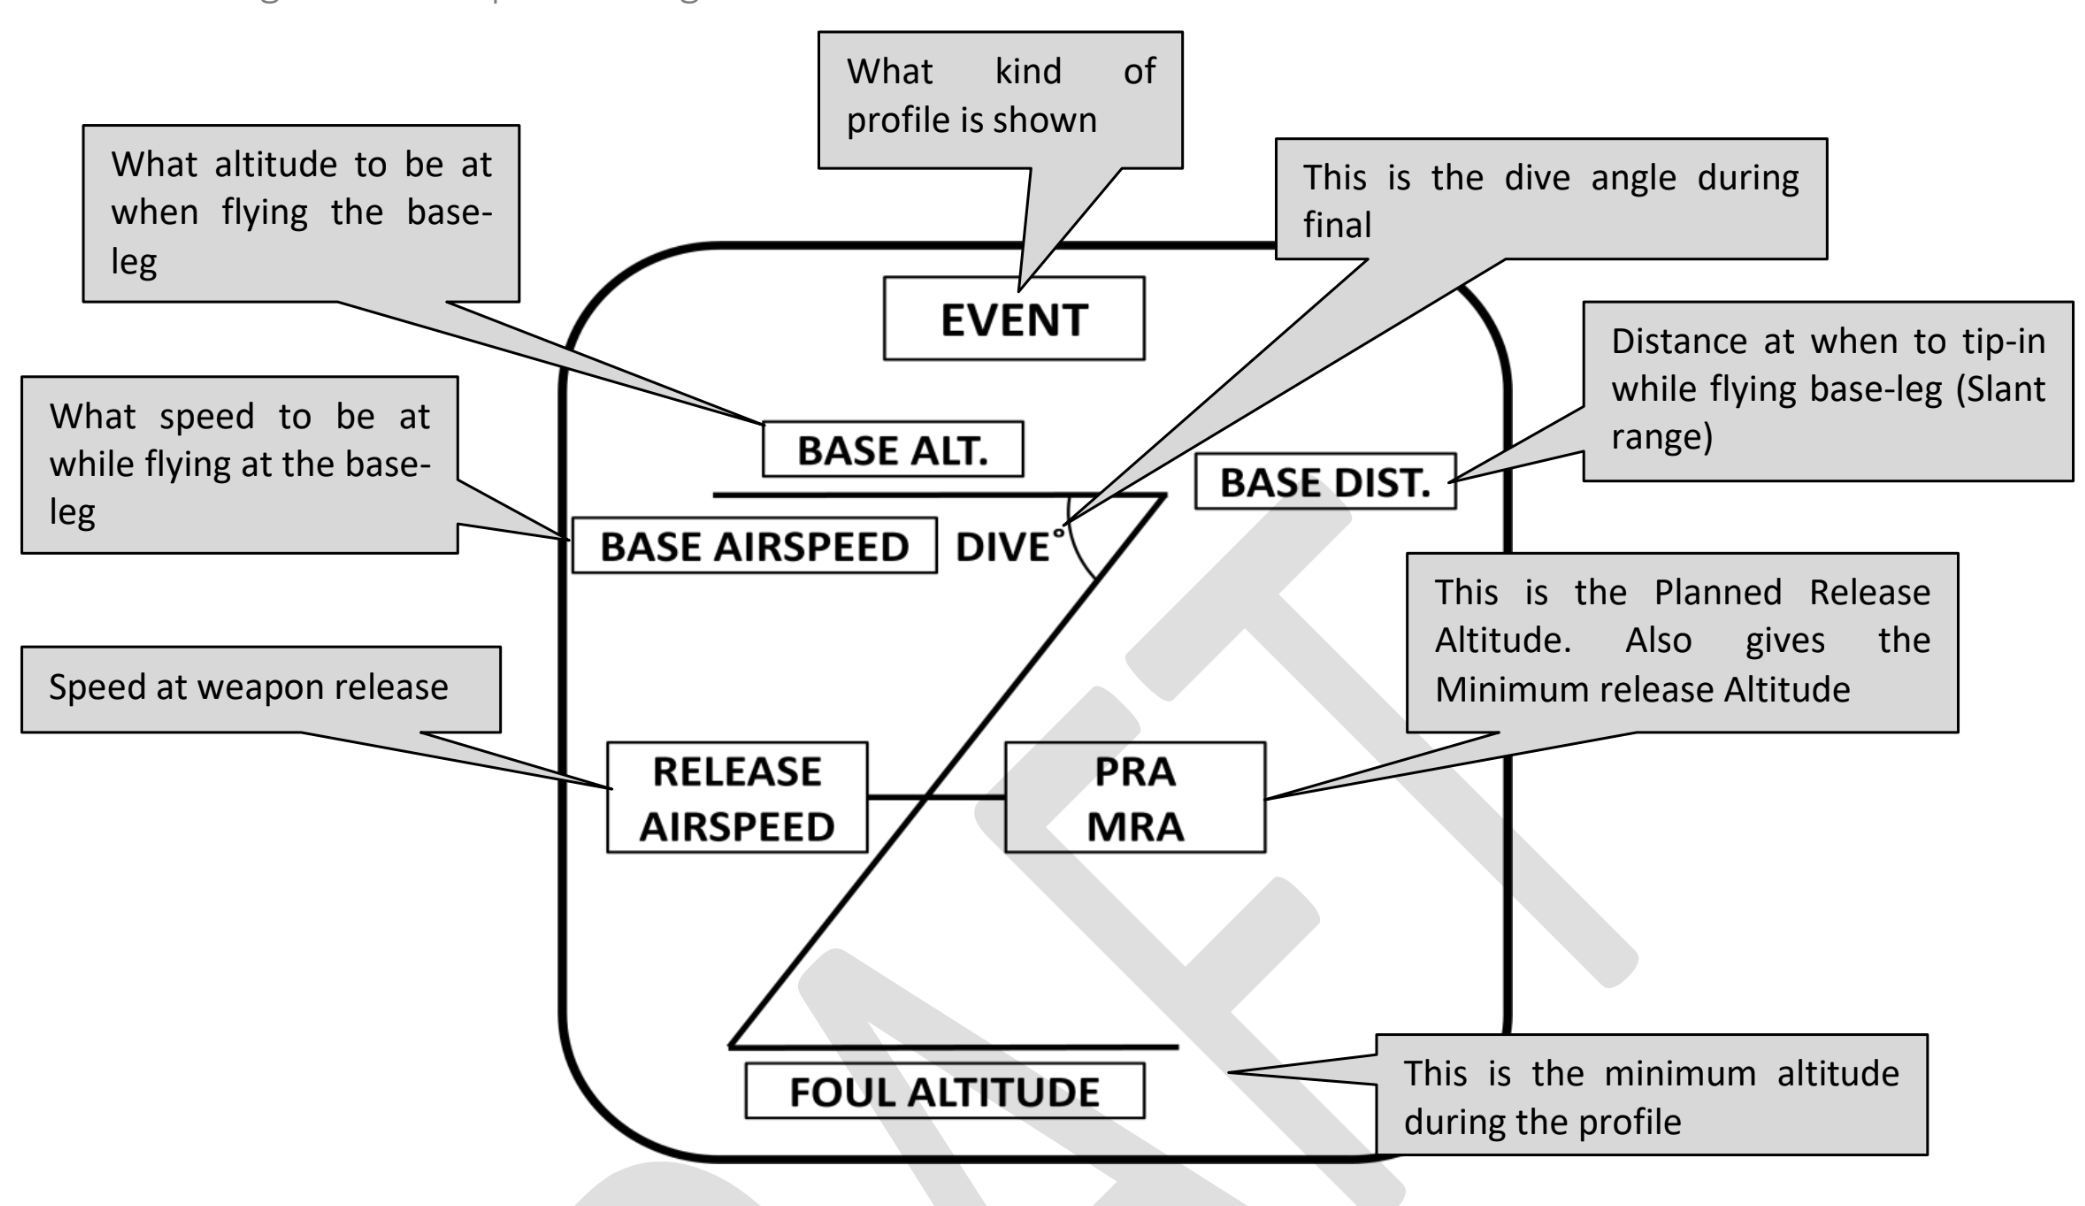 What kind of
profile is shown
What altitude to be at
when flying the base-
leg
This is the dive angle during
final
EVENT
Distance at when to tip-in
while flying base-leg (Slant
range)
What speed to be at
while flying at the base-
leg
BASE ALT.
BASE DIST.
BASE AIRSPEED
DIVE°
This is the Planned Release
Altitude. Also gives the
Minimum release Altitude
Speed at weapon release
RELEASE
AIRSPEED
PRA
MRA
This is the minimum altitude
during the profile
FOUL ALTITUDE